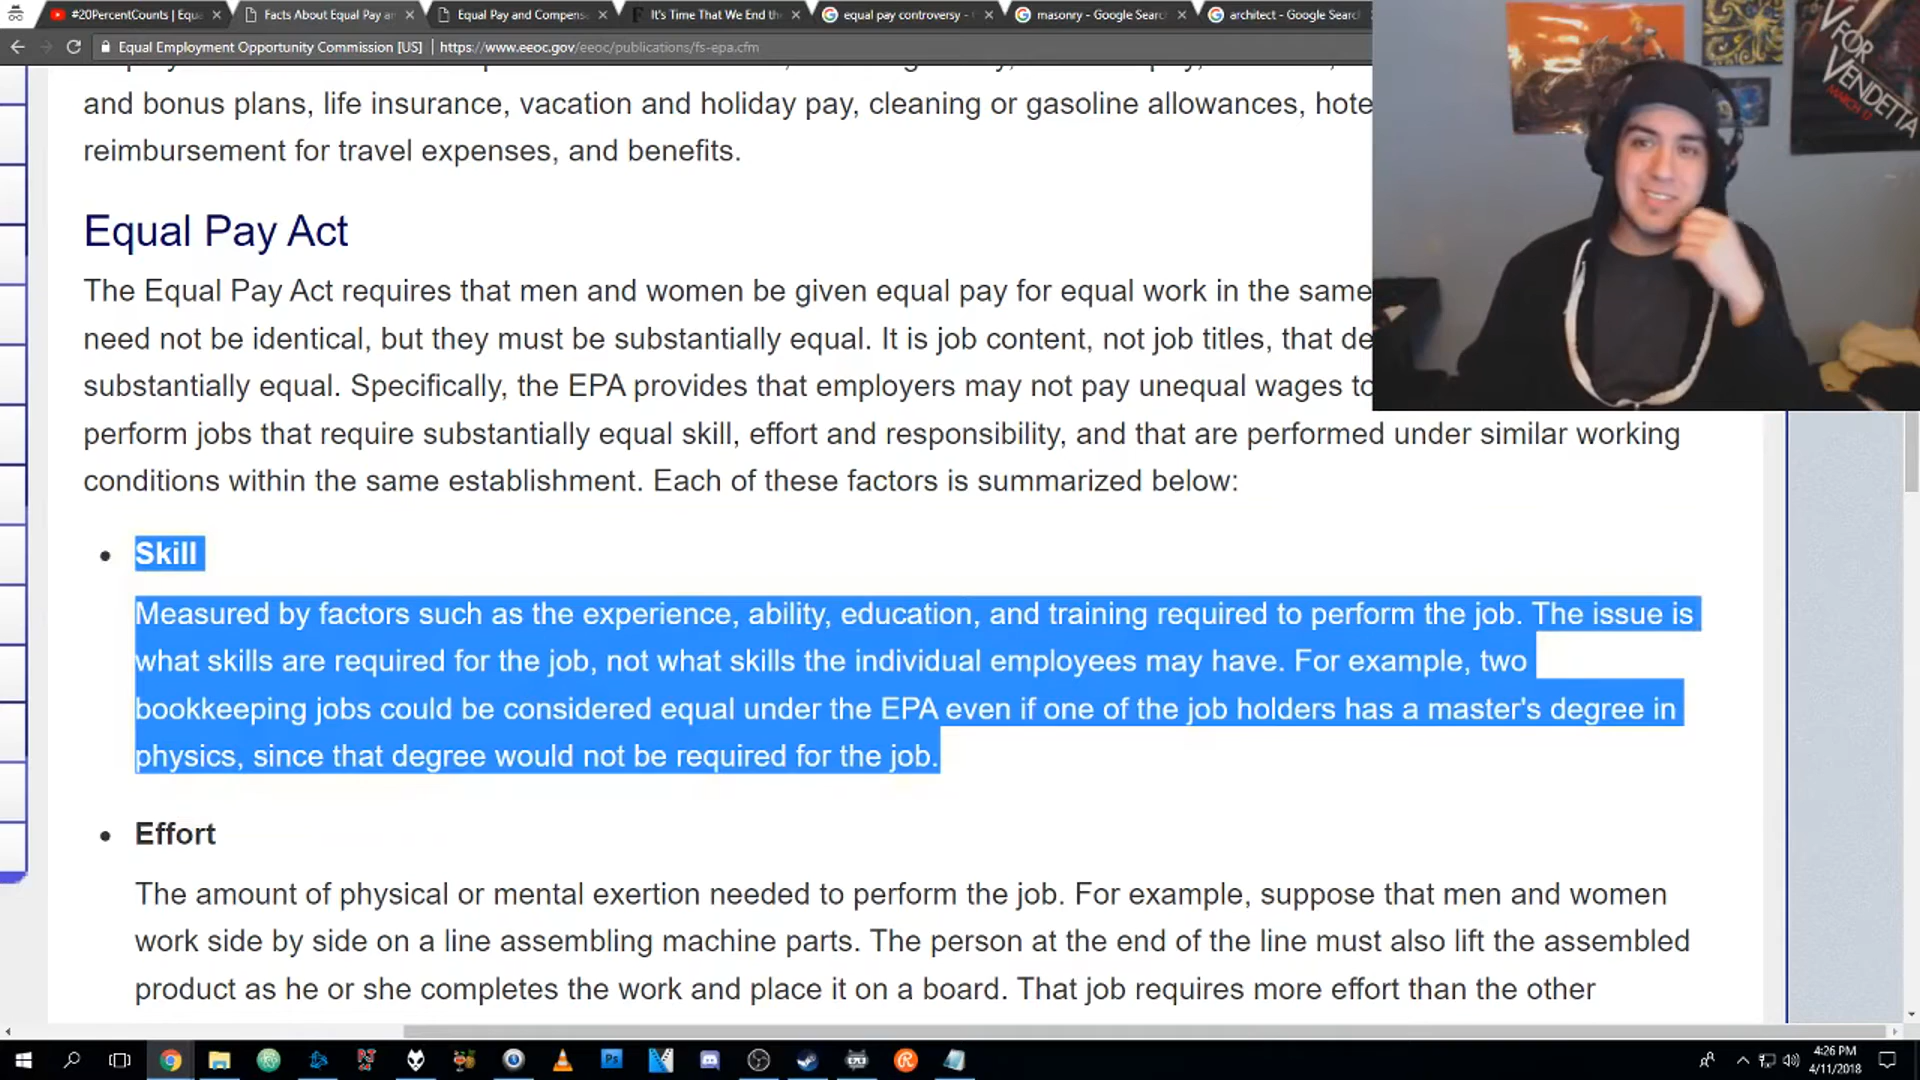 #20PercentCounts | Equa
Facts About Equal Pay a
Equal Pay and Compens
It's Time That We End th
equal pay controversy -
masonry - Google Searc
architect - Google Searc
Equal Employment Opportunity Commission [US] | https://www.eeoc.gov/eeoc/publications/fs-epa.cfm
and bonus plans, life insurance, vacation and holiday pay, cleaning or gasoline allowances, hote
reimbursement for travel expenses, and benefits.
V FOR
VENDETTA
MARCH 17
Equal Pay Act
The Equal Pay Act requires that men and women be given equal pay for equal work in the same
need not be identical, but they must be substantially equal. It is job content, not job titles, that de
substantially equal. Specifically, the EPA provides that employers may not pay unequal wages to
perform jobs that require substantially equal skill, effort and responsibility, and that are performed under similar working
conditions within the same establishment. Each of these factors is summarized below:
• Skill
Measured by factors such as the experience, ability, education, and training required to perform the job. The issue is
what skills are required for the job, not what skills the individual employees may have. For example, two
bookkeeping jobs could be considered equal under the EPA even if one of the job holders has a master's degree in
physics, since that degree would not be required for the job.
• Effort
The amount of physical or mental exertion needed to perform the job. For example, suppose that men and women
work side by side on a line assembling machine parts. The person at the end of the line must also lift the assembled
product as he or she completes the work and place it on a board. That job requires more effort than the other
Ps
4:26 PM
4/11/2018